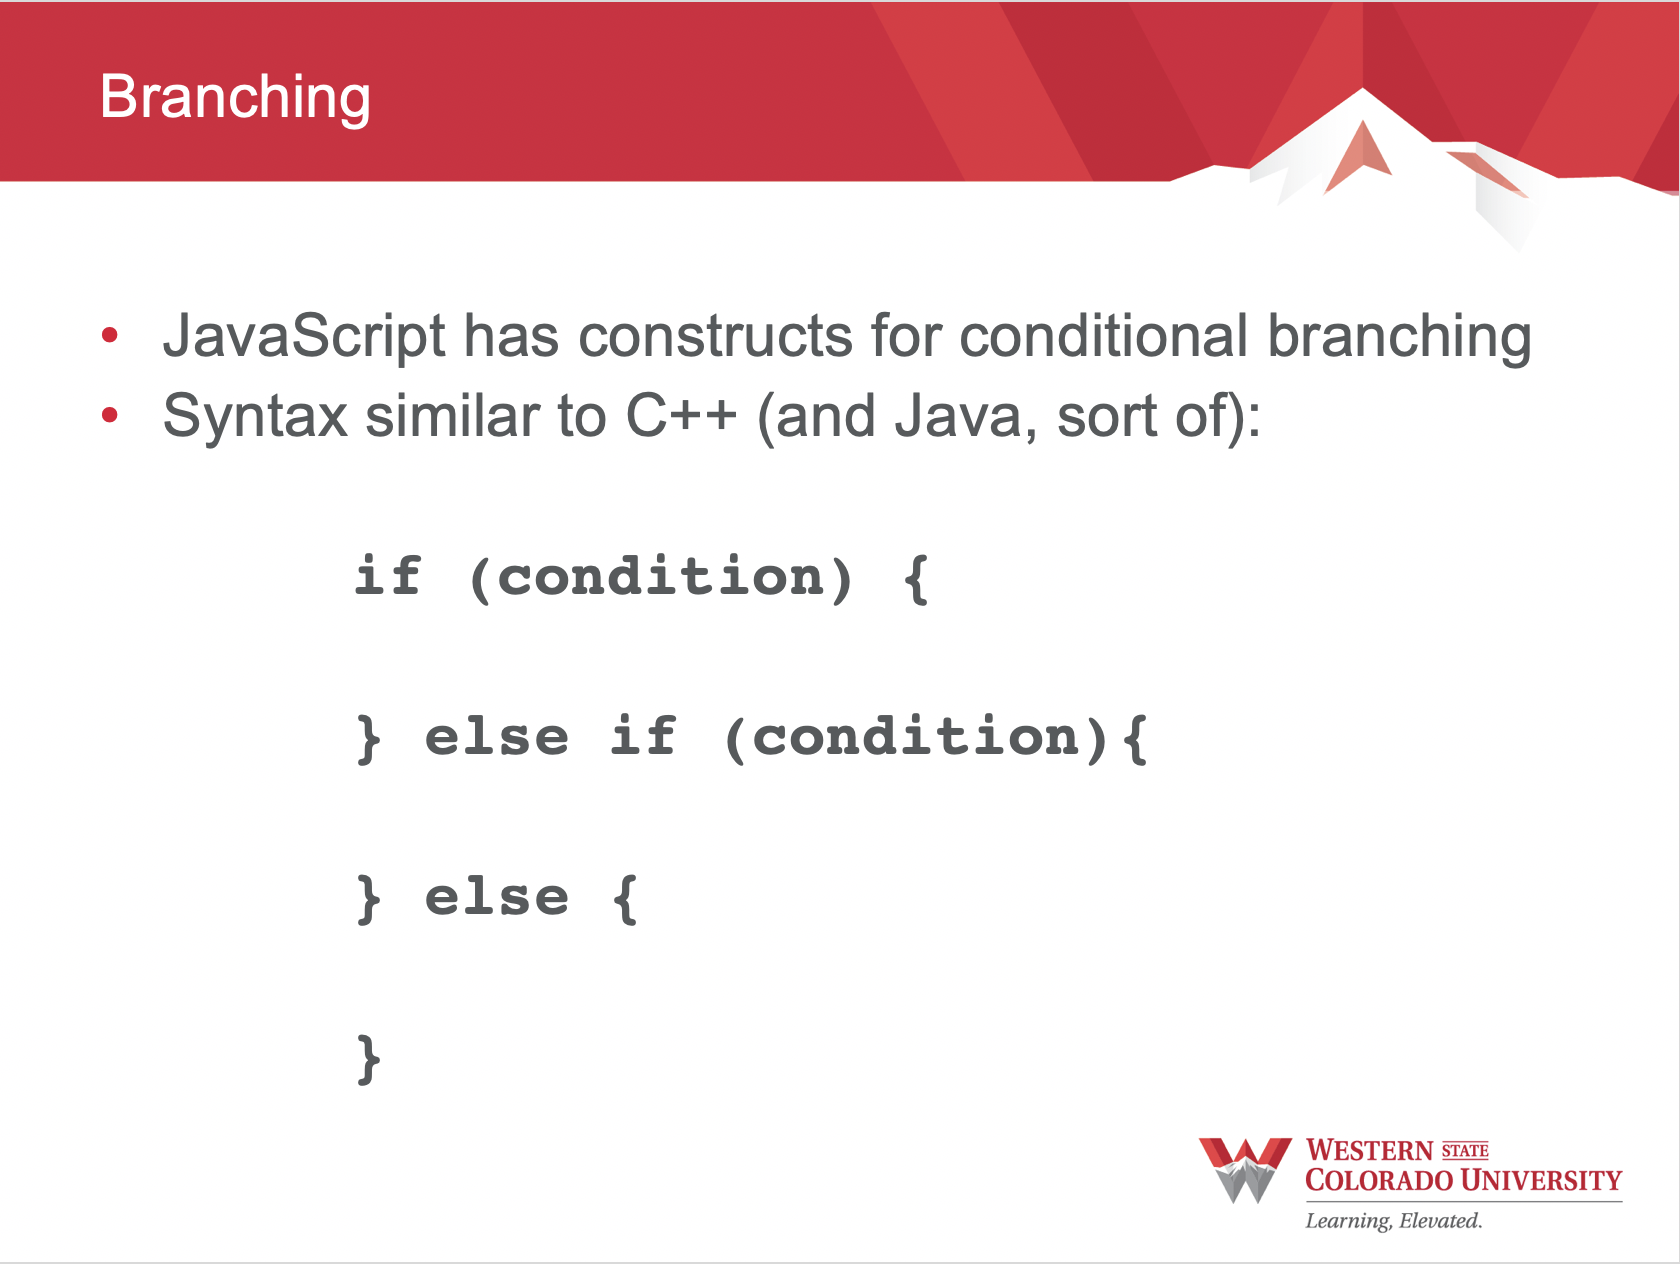 Branching
• JavaScript has constructs for conditional branching
• Syntax similar to C++ (and Java, sort of):
if (condition) {
} else if (condition){
} else {
}
WESTERN STATE
COLORADO UNIVERSITY
Learning, Elevated.